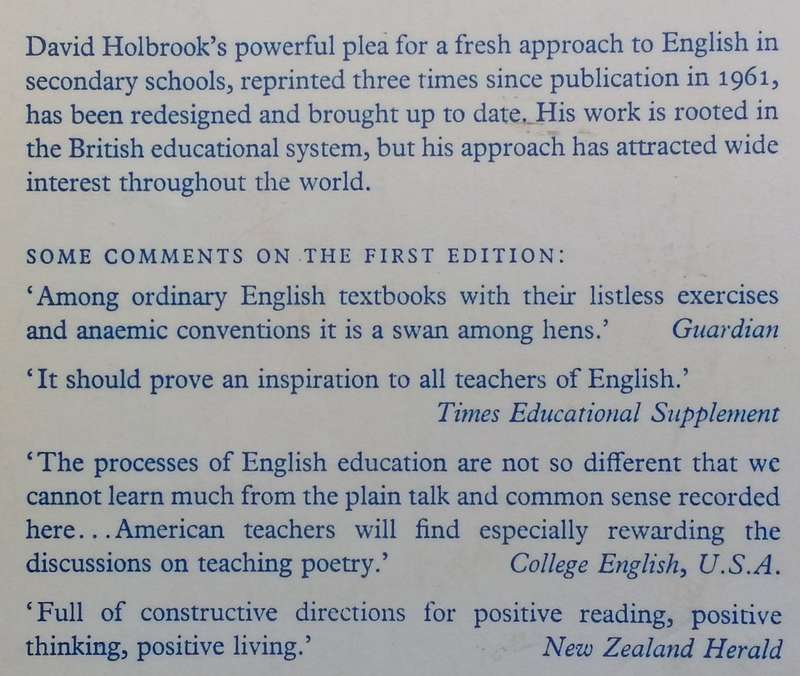 David Holbrook's powerful plea for a fresh approach to English in
secondary schools, reprinted three times since publication in 1961,
has been redesigned and brought up to date. His work is rooted in
the British educational system, but his approach has attracted wide
interest throughout the world.
SOME COMMENTS ON THE FIRST EDITION:
'Among ordinary English textbooks with their listless exercises
and anaemic conventions it is a swan among hens.' Guardian
'It should prove an inspiration to all teachers of English.'
Times Educational Supplement
'The processes of English education are not so different that we
cannot learn much from the plain talk and common sense recorded
here...American teachers will find especially rewarding the
discussions on teaching poetry.' College English, U.S.A.
'Full of constructive directions for positive reading, positive
thinking, positive living.' New Zealand Herald